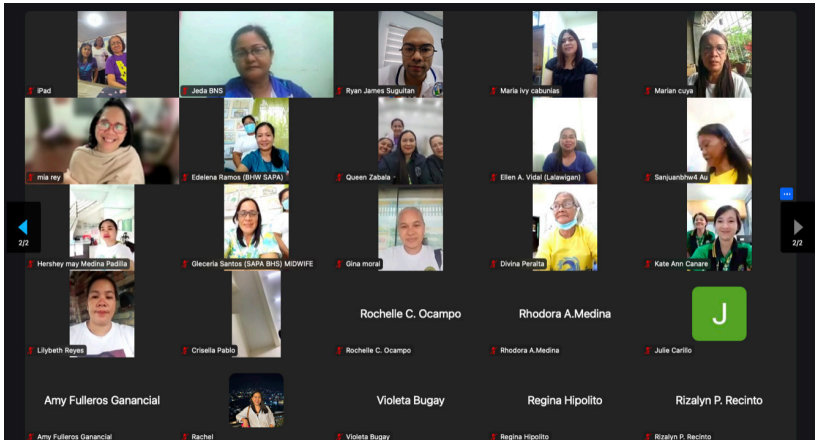 iPad
Jeda BNS
Ryan James Suguitan
Maria ivy cabunias
Marian cuya
mia rey
Edelena Ramos (BHW SAPA)
Queen Zabala
Ellen A. Vidal (Lalawigan)
Sanjuanbhw4 Au
2/2
2/2
Hershey may Medina Padilla
Gleceria Santos (SAPA BHS) MIDWIFE
Gina moral
Divina Peralta
Kate Ann Canare
Rochelle C. Ocampo
Rhodora A.Medina
J
Lilybeth Reyes
Crisella Pablo
Rochelle C. Ocampo
Rhodora A.Medina
Julie Carillo
Amy Fulleros Ganancial
Violeta Bugay
Regina Hipolito
Rizalyn P. Recinto
Amy Fulleros Ganancial
Rachel
Violeta Bugay
Regina Hipolito
Rizalyn P. Recinto